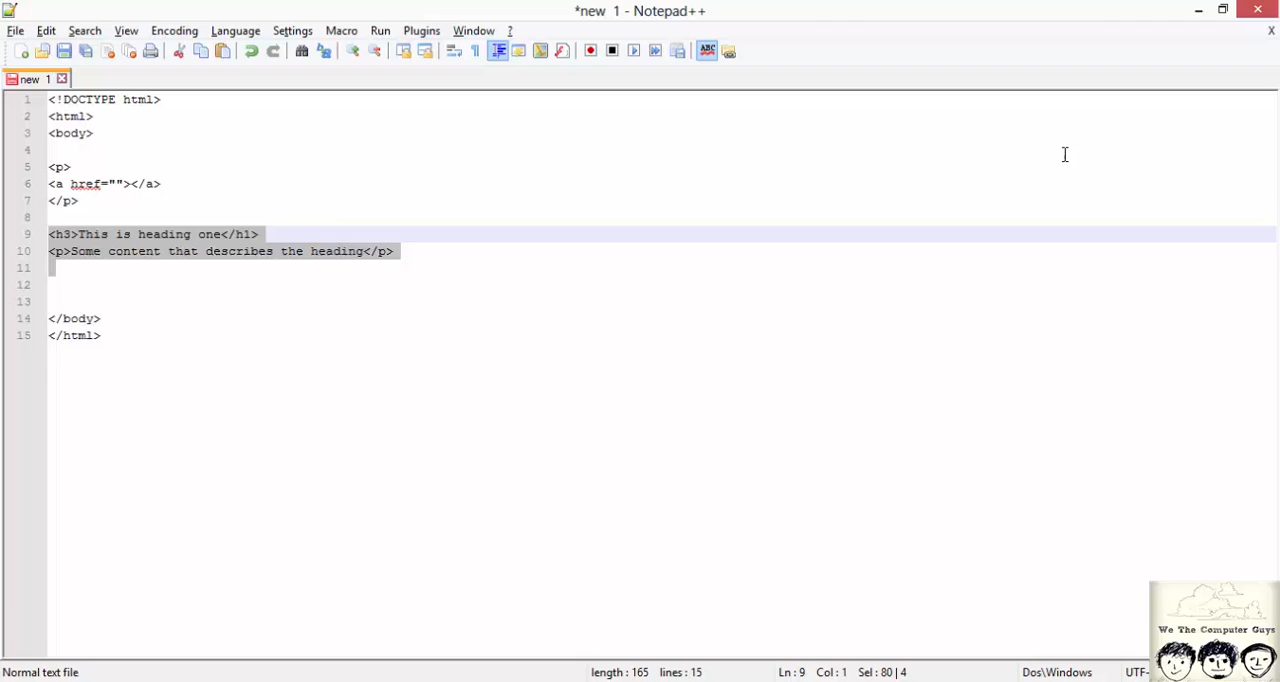 *new 1 - Notepad++
File Edit Search View Encoding Language Settings Macro Run Plugins Window ? X
ABC
new 1
1 <!DOCTYPE html>
2 <html>
3 <body>
4
5 <p>
6 <a href=""></a>
7 </p>
8
9 <h3>This is heading one</h1>
10 <p>Some content that describes the heading</p>
11
12
13
14 </body>
15 </html>
We The Computer Guys
Normal text file length : 165 lines : 15 Ln : 9 Col : 1 Sel : 80 | 4 Dos\Windows UTF-